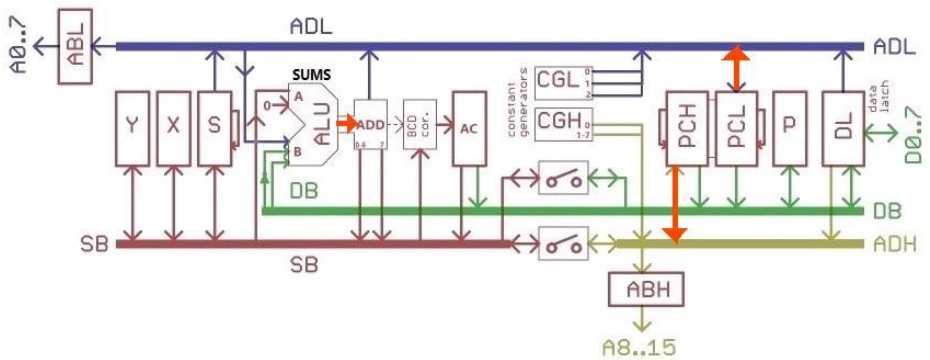 A0..7
ABL
ADL
ADL
Y
X
S
SUMS
0
A
B
ALU
ADD
0-6 7
BCD
cor.
AC
constant
generators
CGL
0
1
2
CGH
0
1-7
PCH
PCL
P
DL
data
latch
D0..7
DB
DB
SB
SB
ADH
ABH
A8..15